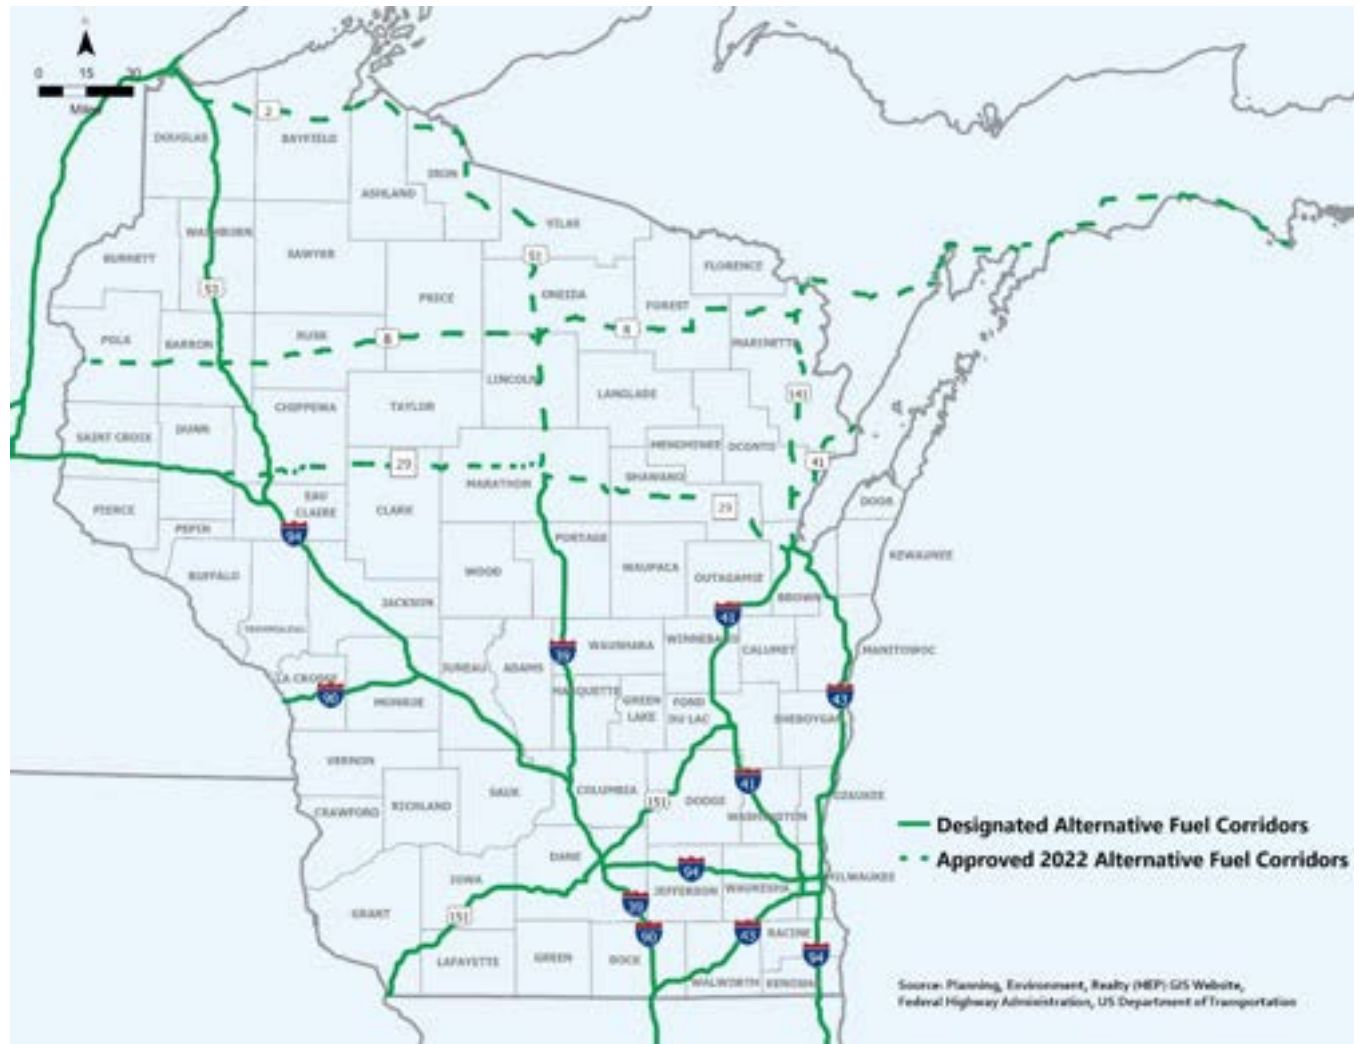 0 15 30
Miles
DOUGLAS
2
BAYFIELD
ASHLAND
IRON
VILAS
BURNETT
WASHBURN
SAWYER
51
FLORENCE
53
PRICE
ONEIDA
FOREST
POLK
BARRON
RUSK
8
8
MARINETTE
LINCOLN
LANGLADE
141
CHIPPEWA
TAYLOR
SAINT CROIX
DUNN
MENOMINEE
OCONTO
29
MARATHON
SHAWANO
41
PIERCE
EAU
CLAIRE
CLARK
29
DOOR
PEPIN
94
PORTAGE
KEWAUNEE
BUFFALO
WOOD
WAUPACA
OUTAGAMIE
JACKSON
BROWN
41
WAUSHARA
WINNEBAGO
CALUMET
MANITOWOC
39
JUNEAU
ADAMS
LA CROSSE
90
MONROE
MARQUETTE
GREEN
LAKE
FOND
DU LAC
SHEBOYGAN
43
VERNON
41
CRAWFORD
RICHLAND
SAUK
COLUMBIA
151
DODGE
WASHINGTON
OZAUKEE
Designated Alternative Fuel Corridors
Approved 2022 Alternative Fuel Corridors
DANE
94
IOWA
JEFFERSON
WAUKESHA
MILWAUKEE
GRANT
151
39
90
43
RACINE
94
LAFAYETTE
GREEN
ROCK
WALWORTH
KENOSHA
Source: Planning, Environment, Realty (HEP) GIS Website,
Federal Highway Administration, US Department of Transportation